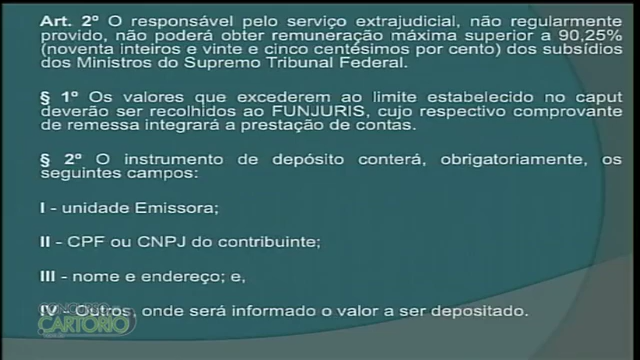 Art. 2º O responsável pelo serviço extrajudicial, não regularmente
provido, não poderá obter remuneração máxima superior a 90,25%
(noventa inteiros e vinte e cinco centésimos por cento) dos subsídios
dos Ministros do Supremo Tribunal Federal.
§ 1º Os valores que excederem ao limite estabelecido no caput
deverão ser recolhidos ao FUNJURIS, cujo respectivo comprovante
de remessa integrará a prestação de contas.
§ 2º O instrumento de depósito conterá, obrigatoriamente, os
seguintes campos:
I - unidade Emissora;
II - CPF ou CNPJ do contribuinte;
III - nome e endereço; e,
IV - Outros, onde será informado o valor a ser depositado.
CARTÓRIO